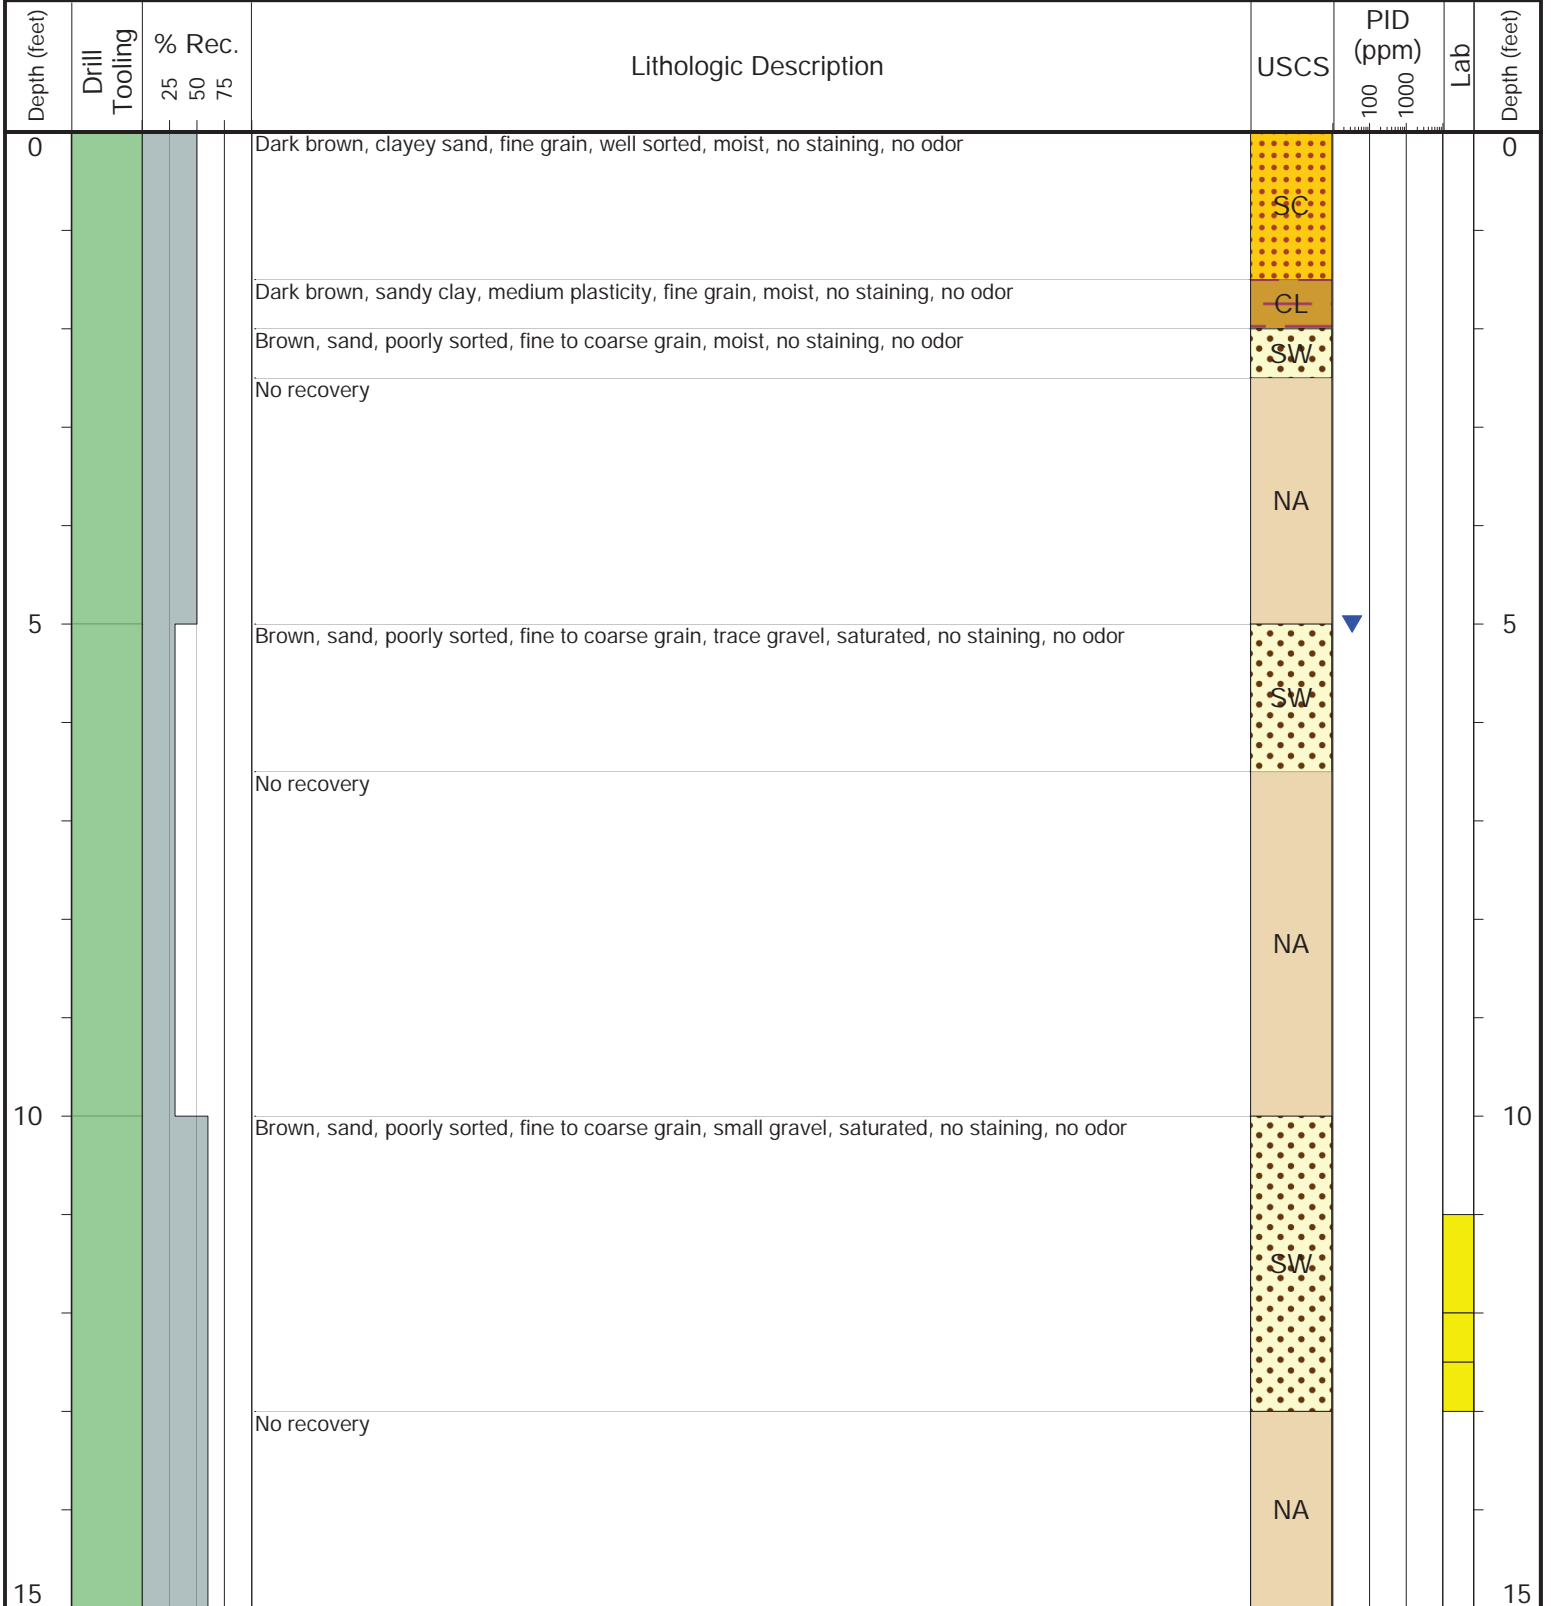 Depth (feet)
Drill
Tooling
% Rec.
25
50
75
Lithologic Description
USCS
PID
(ppm)
100
1000
Lab
Depth (feet)
0
Dark brown, clayey sand, fine grain, well sorted, moist, no staining, no odor
SC
0
Dark brown, sandy clay, medium plasticity, fine grain, moist, no staining, no odor
CL
Brown, sand, poorly sorted, fine to coarse grain, moist, no staining, no odor
SW
No recovery
NA
5
Brown, sand, poorly sorted, fine to coarse grain, trace gravel, saturated, no staining, no odor
5
SW
No recovery
NA
10
Brown, sand, poorly sorted, fine to coarse grain, small gravel, saturated, no staining, no odor
10
SW
No recovery
NA
15
15